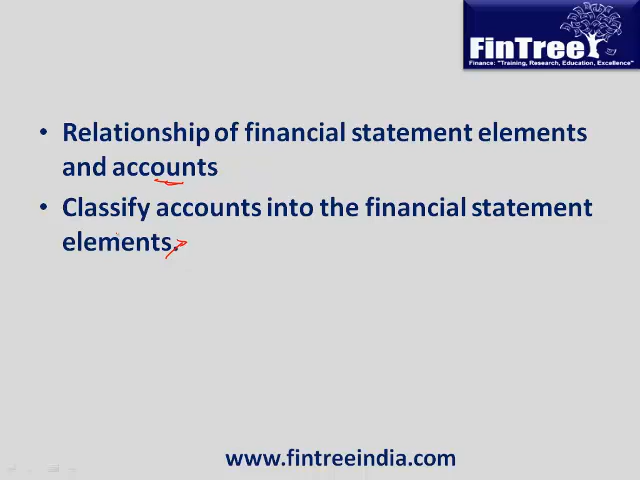 FinTree
Finance: "Training, Research, Education, Excellence"
• Relationship of financial statement elements
and accounts
• Classify accounts into the financial statement
elements.
www.fintreeindia.com